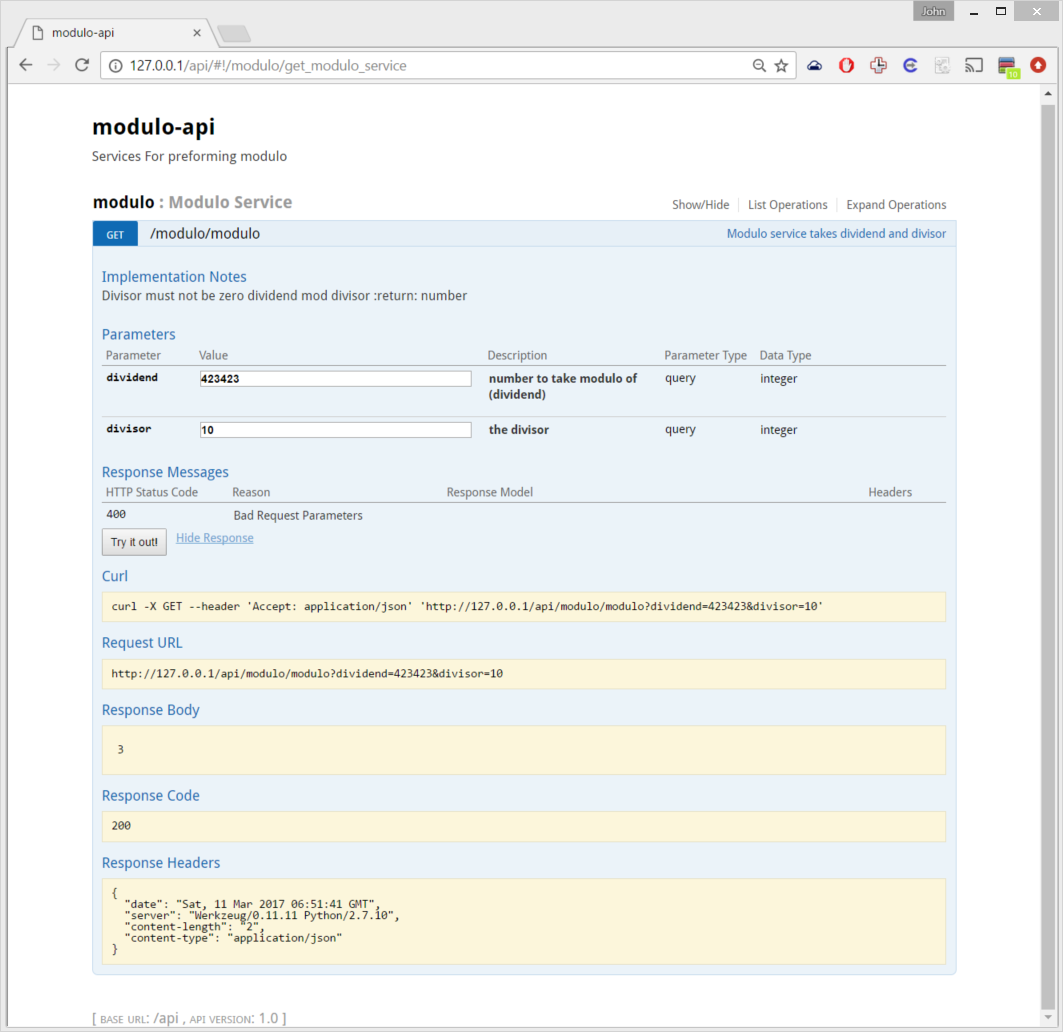 John
modulo-api
127.0.0.1/api/#!/modulo/get_modulo_service
10
modulo-api
Services For preforming modulo
modulo : Modulo Service
Show/Hide
List Operations
Expand Operations
GET
/modulo/modulo
Modulo service takes dividend and divisor
Implementation Notes
Divisor must not be zero dividend mod divisor :return: number
Parameters
Parameter Value Description Parameter Type Data Type
dividend 423423 number to take modulo of query integer
(dividend)
divisor 10 the divisor query integer
Response Messages
HTTP Status Code Reason Response Model Headers
400 Bad Request Parameters
Try it out! Hide Response
Curl
curl -X GET --header 'Accept: application/json' 'http://127.0.0.1/api/modulo/modulo?dividend=423423&divisor=10'
Request URL
http://127.0.0.1/api/modulo/modulo?dividend=423423&divisor=10
Response Body
3
Response Code
200
Response Headers
{
"date": "Sat, 11 Mar 2017 06:51:41 GMT",
"server": "Werkzeug/0.11.11 Python/2.7.10",
"content-length": "2",
"content-type": "application/json"
}
[ BASE URL: /api , API VERSION: 1.0 ]